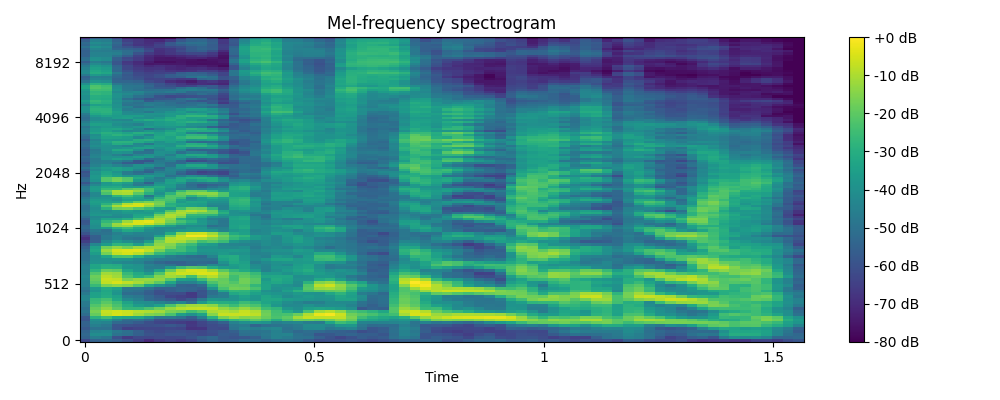 Mel-frequency spectrogram
Hz
8192
4096
2048
1024
512
0
0
0.5
1
1.5
Time
+0 dB
-10 dB
-20 dB
-30 dB
-40 dB
-50 dB
-60 dB
-70 dB
-80 dB